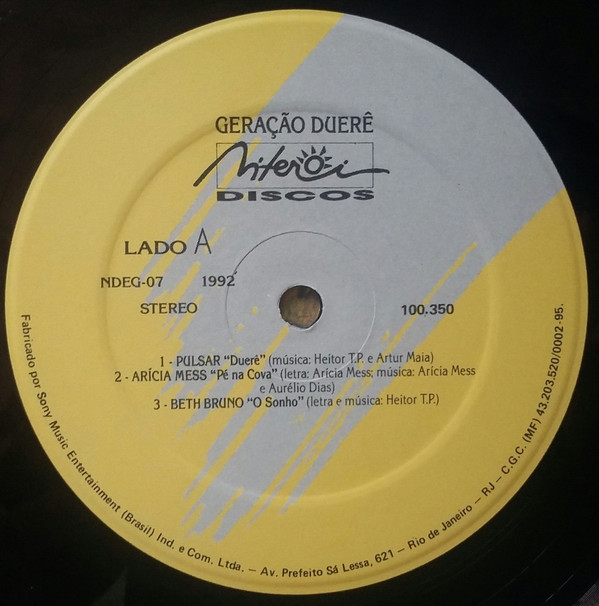 GERAÇÃO DUERÊ
Niterói
DISCOS
LADO A
NDEG-07 1992
STEREO 100.350
1 - PULSAR “Duerê” (música: Heitor T.P. e Artur Maia)
2 - ARÍCIA MESS “Pé na Cova” (letra: Arícia Mess; música: Arícia Mess
e Aurélio Dias)
3 - BETH BRUNO “O Sonho” (letra e música: Heitor T.P.)
Fabricado por Sony Music Entertainment (Brasil) Ind. e Com. Ltda. – Av. Prefeito Sá Lessa, 621 – Rio de Janeiro – RJ – C.G.C. (MF) 43.203.520/0002-95.